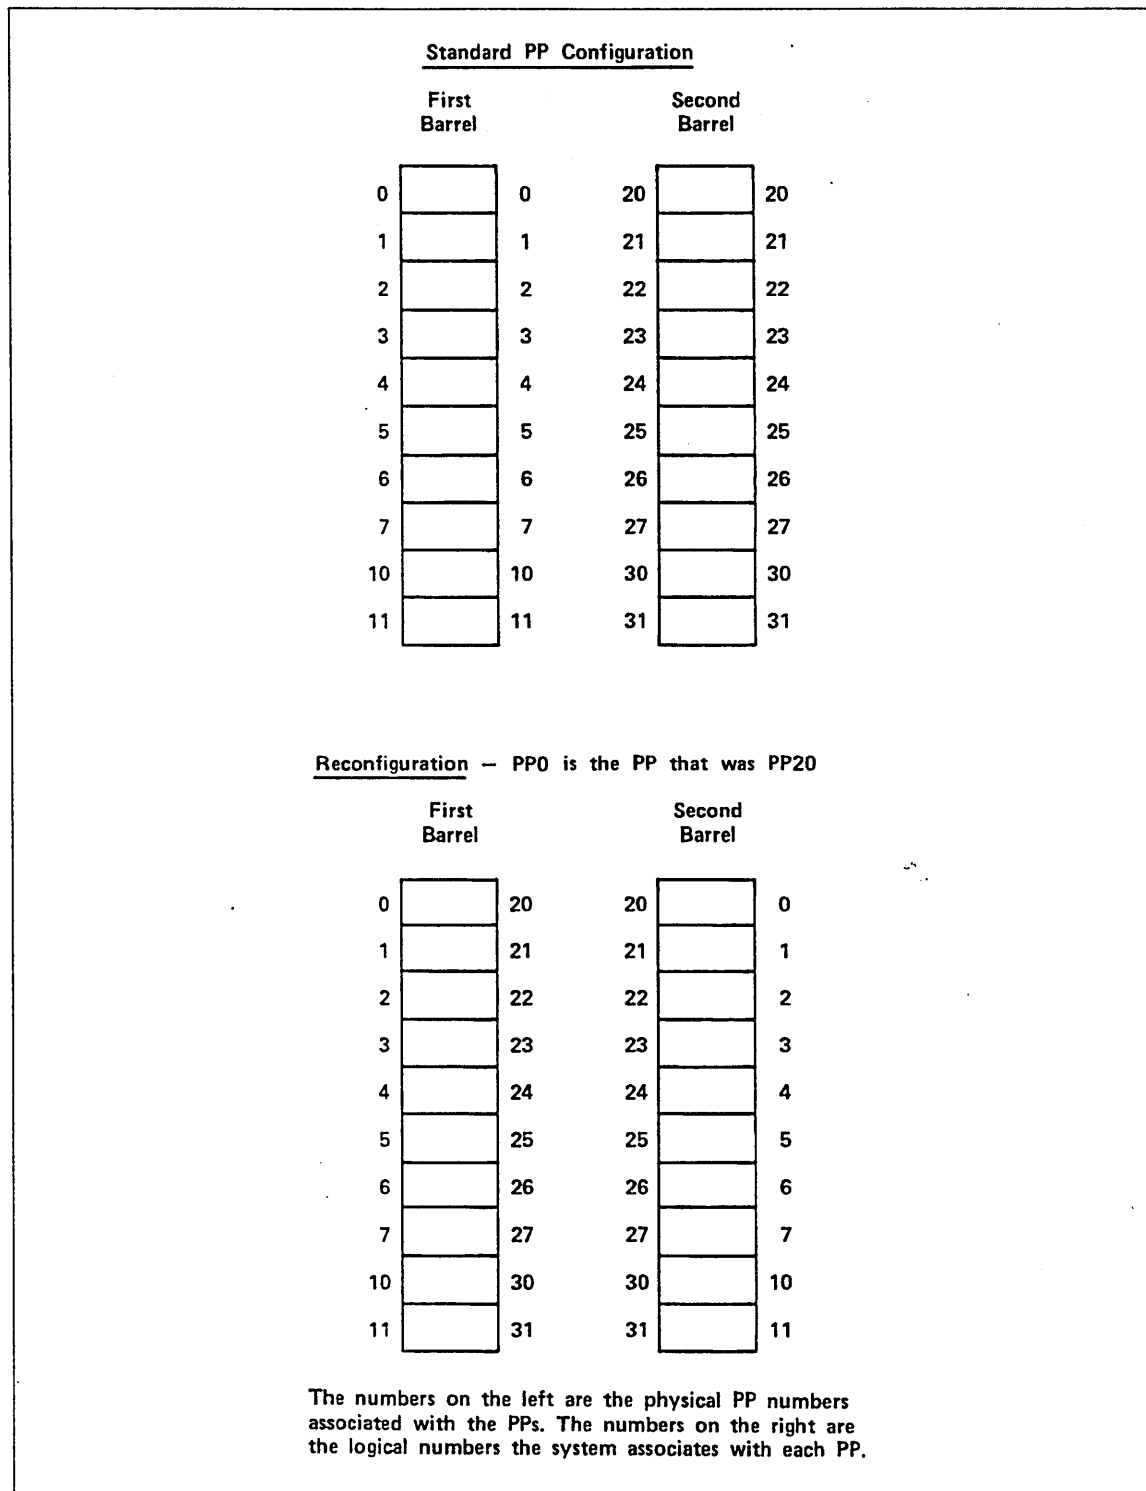 Standard PP Configuration
First Barrel Second Barrel
0 0 20 20
1 1 21 21
2 2 22 22
3 3 23 23
4 4 24 24
5 5 25 25
6 6 26 26
7 7 27 27
10 10 30 30
11 11 31 31
Reconfiguration – PP0 is the PP that was PP20
First Barrel Second Barrel
0 20 20 0
1 21 21 1
2 22 22 2
3 23 23 3
4 24 24 4
5 25 25 5
6 26 26 6
7 27 27 7
10 30 30 10
11 31 31 11
The numbers on the left are the physical PP numbers
associated with the PPs. The numbers on the right are
the logical numbers the system associates with each PP.